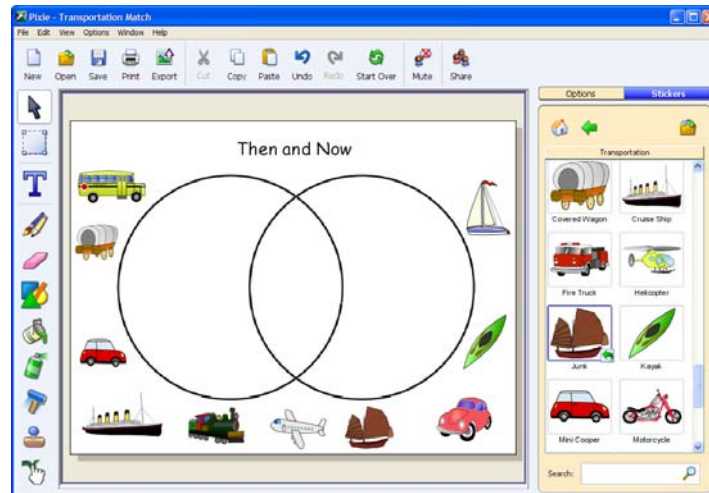 Pixie - Transportation Match
File Edit View Options Window Help
New Open Save Print Export Cut Copy Paste Undo Redo Start Over Mute Share
Options Stickers
Transportation
Then and Now
Covered Wagon Cruise Ship
Fire Truck Helicopter
Junk Kayak
Mini Cooper Motorcycle
Search:
T